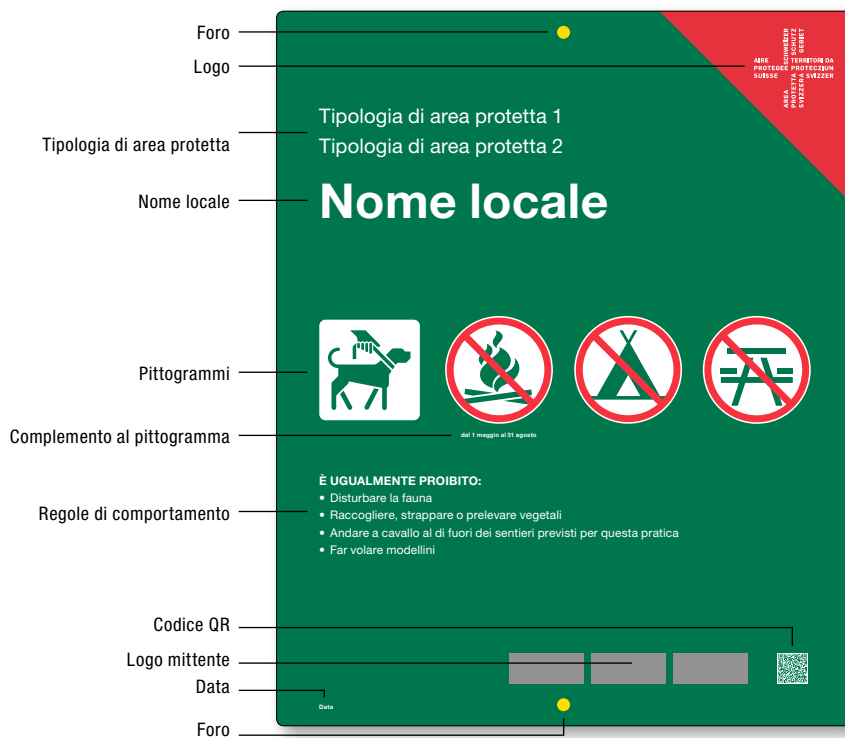 Foro
Logo
AIRE
PROTEGEE
SUISSE
SCHWEIZER
SCHUTZ
GEBIET
TERRITORI DA
PROTECZIUN
SVIZZER
AREA
PROTETTA
SVIZZERA
Tipologia di area protetta
Tipologia di area protetta 1
Tipologia di area protetta 2
Nome locale
Nome locale
Pittogrammi
Complemento al pittogramma
dal 1 maggio al 31 agosto
Regole di comportamento
È UGUALMENTE PROIBITO:
• Disturbare la fauna
• Raccogliere, strappare o prelevare vegetali
• Andare a cavallo al di fuori dei sentieri previsti per questa pratica
• Far volare modellini
Codice QR
Logo mittente
Data
Data
Foro